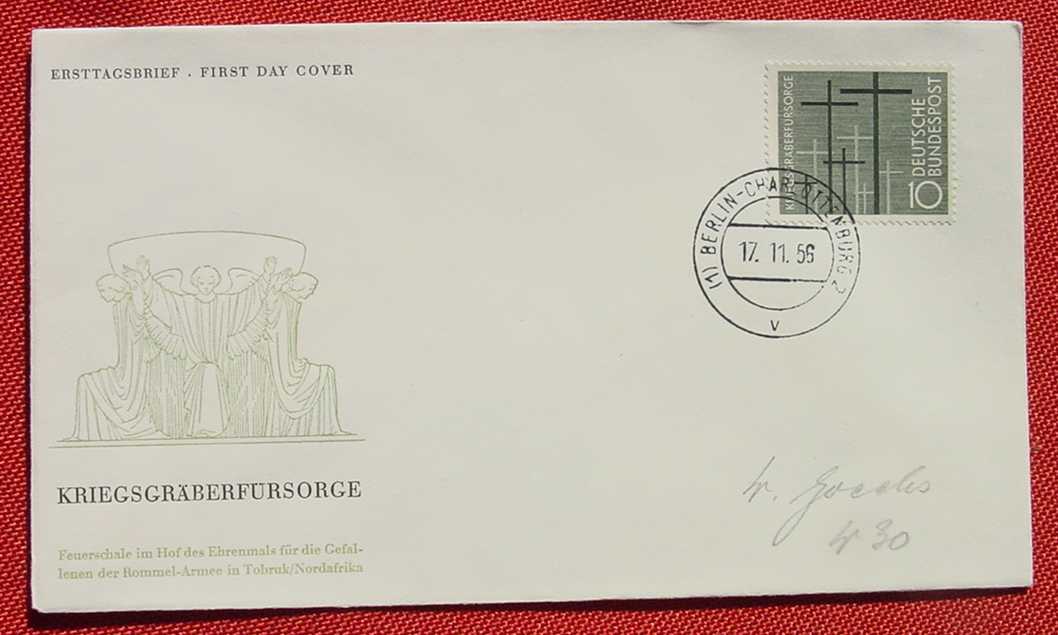 ERSTTAGSBRIEF . FIRST DAY COVER
KRIEGSGRÄBERFÜRSORGE
10 DEUTSCHE
BUNDESPOST
(1) BERLIN-CHARLOTTENBURG 2
17. 11. 56
v
KRIEGSGRÄBERFÜRSORGE
Feuerschale im Hof des Ehrenmals für die Gefal-
lenen der Rommel-Armee in Tobruk/Nordafrika
W 30